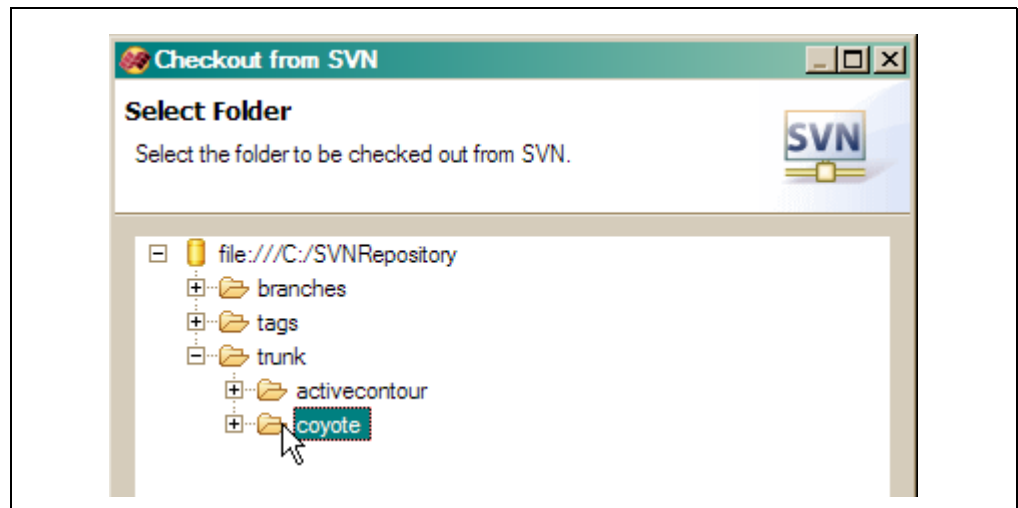 Checkout from SVN
Select Folder
Select the folder to be checked out from SVN.
SVN
file:///C:/SVNRepository
branches
tags
trunk
activecontour
coyote